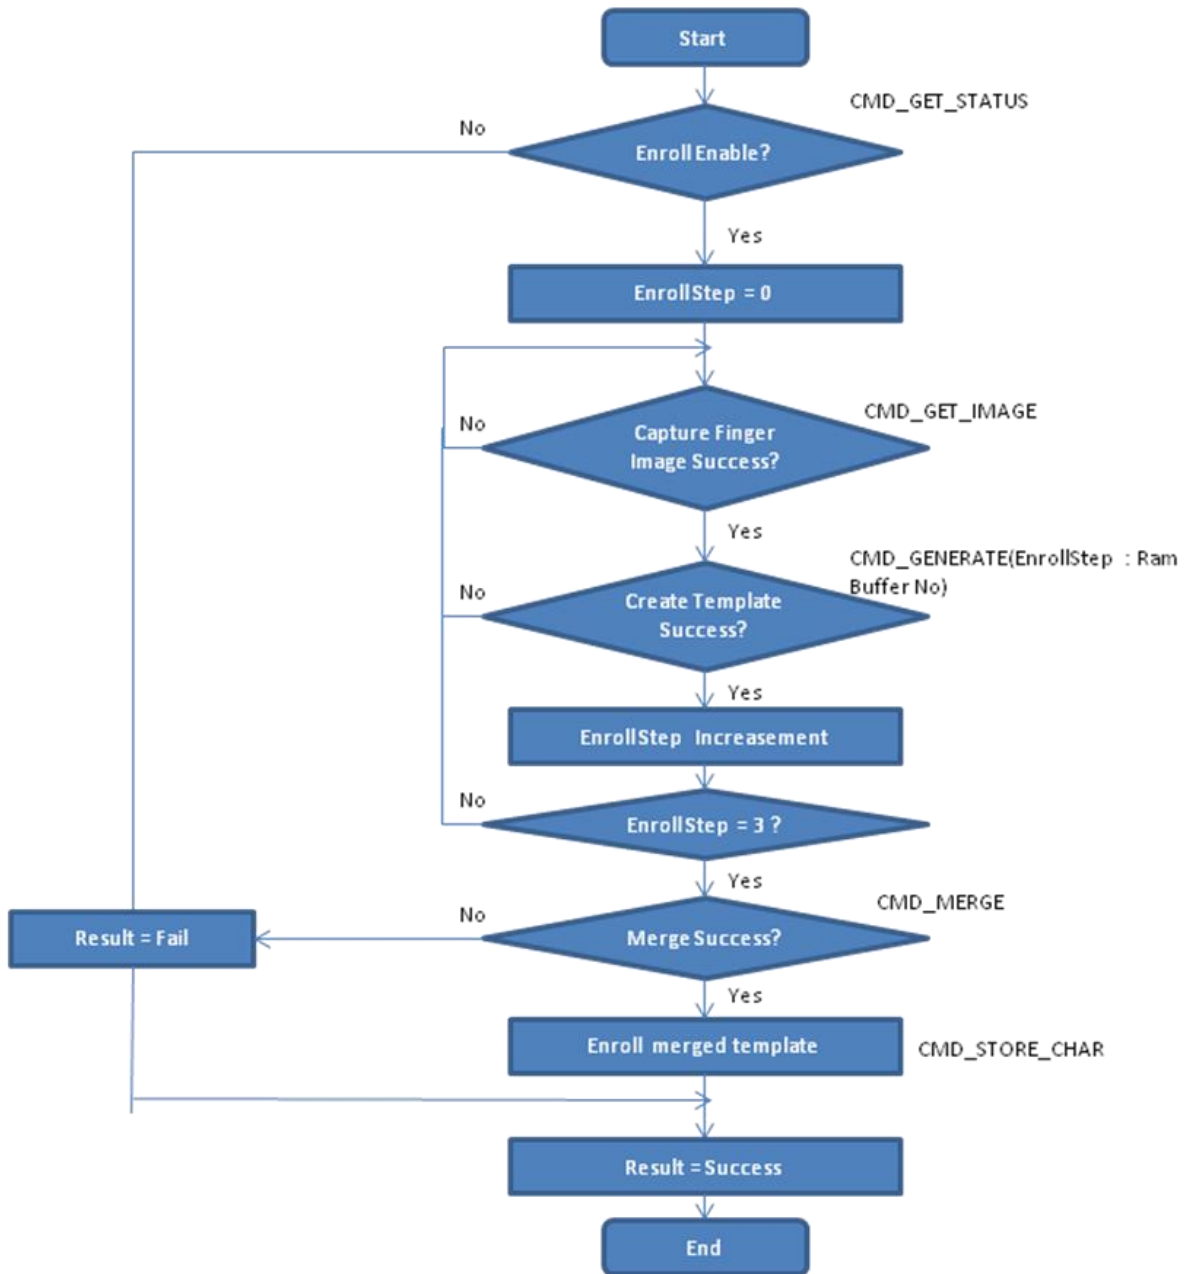 Start
CMD_GET_STATUS
No
Enroll Enable?
Yes
EnrollStep = 0
No
CMD_GET_IMAGE
Capture Finger
Image Success?
Yes
CMD_GENERATE(EnrollStep : Ram
Buffer No)
No
Create Template
Success?
Yes
EnrollStep Increasement
No
EnrollStep = 3 ?
Yes
CMD_MERGE
No
Result = Fail
Merge Success?
Yes
Enroll merged template
CMD_STORE_CHAR
Result = Success
End